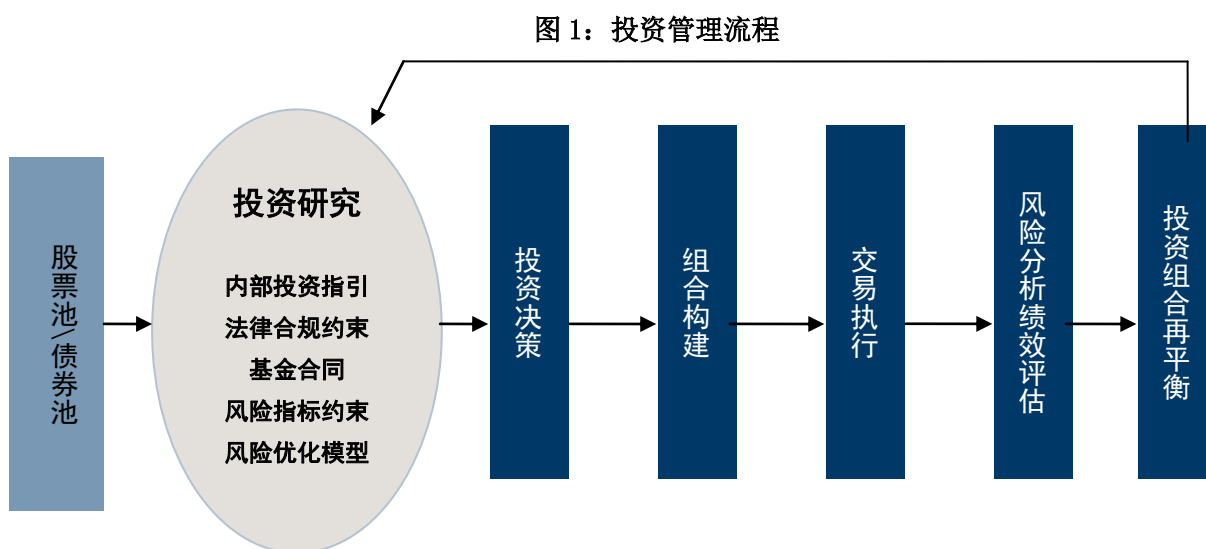 图 1：投资管理流程
股票池/债券池
投资研究
内部投资指引
法律合规约束
基金合同
风险指标约束
风险优化模型
投资决策
组合构建
交易执行
风险分析绩效评估
投资组合再平衡